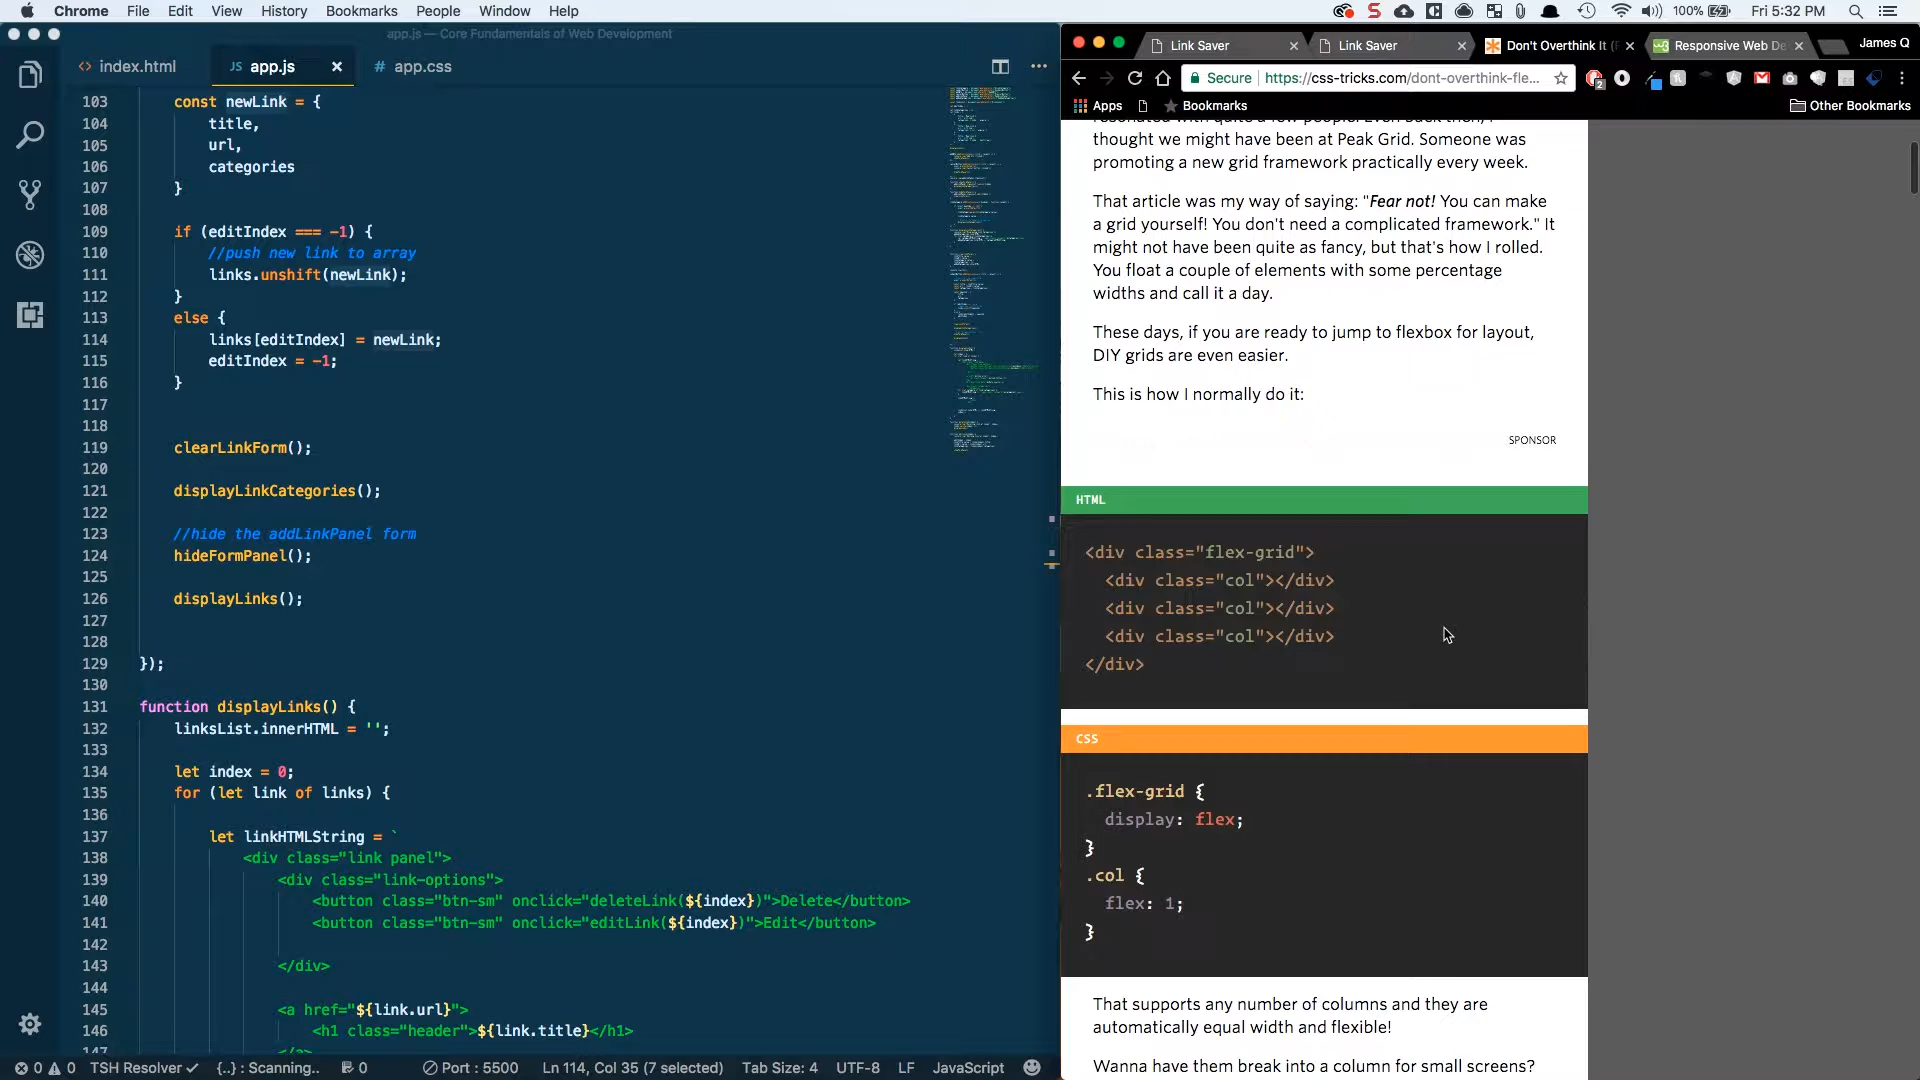 Chrome File Edit View History Bookmarks People Window Help
100% Fri 5:32 PM
app.js — Core Fundamentals of Web Development
<> index.html
JS app.js ×
# app.css
103 const newLink = {
104 title,
105 url,
106 categories
107 }
108
109 if (editIndex === -1) {
110 //push new link to array
111 links.unshift(newLink);
112 }
113 else {
114 links[editIndex] = newLink;
115 editIndex = -1;
116 }
117
118
119 clearLinkForm();
120
121 displayLinkCategories();
122
123 //hide the addLinkPanel form
124 hideFormPanel();
125
126 displayLinks();
127
128
129 });
130
131 function displayLinks() {
132 linksList.innerHTML = '';
133
134 let index = 0;
135 for (let link of links) {
136
137 let linkHTMLString = `
138 <div class="link panel">
139 <div class="link-options">
140 <button class="btn-sm" onclick="deleteLink(${index})">Delete</button>
141 <button class="btn-sm" onclick="editLink(${index})">Edit</button>
142
143 </div>
144
145 <a href="${link.url}">
146 <h1 class="header">${link.title}</h1>
147 </a>
0 0 TSH Resolver {..} : Scanning.. 0 Port : 5500 Ln 114, Col 35 (7 selected) Tab Size: 4 UTF-8 LF JavaScript
Link Saver × Link Saver × Don't Overthink It (F × Responsive Web De × James Q
Secure https://css-tricks.com/dont-overthink-fle... 2
Apps Bookmarks Other Bookmarks
resonated with quite a few people. Even back then, I
thought we might have been at Peak Grid. Someone was
promoting a new grid framework practically every week.
That article was my way of saying: "Fear not! You can make
a grid yourself! You don't need a complicated framework." It
might not have been quite as fancy, but that's how I rolled.
You float a couple of elements with some percentage
widths and call it a day.
These days, if you are ready to jump to flexbox for layout,
DIY grids are even easier.
This is how I normally do it:
SPONSOR
HTML
<div class="flex-grid">
<div class="col"></div>
<div class="col"></div>
<div class="col"></div>
</div>
CSS
.flex-grid {
display: flex;
}
.col {
flex: 1;
}
That supports any number of columns and they are
automatically equal width and flexible!
Wanna have them break into a column for small screens?